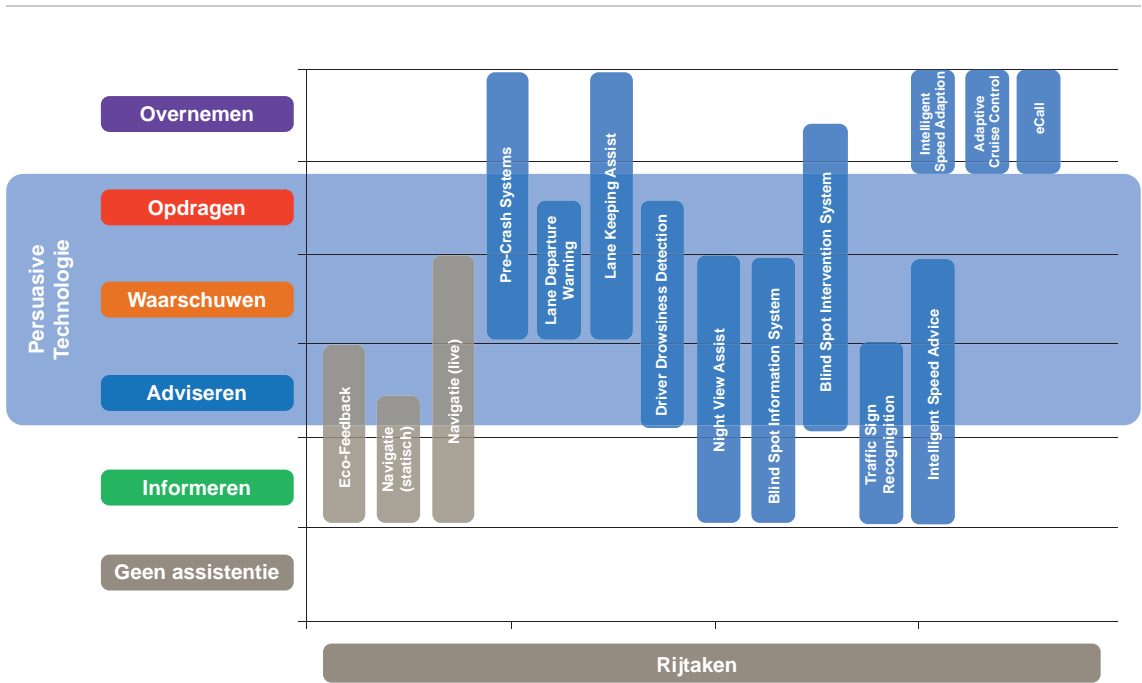 Overnemen
Opdragen
Waarschuwen
Adviseren
Informeren
Geen assistentie
Persuasive
Technologie
Eco-Feedback
Navigatie
(statisch)
Navigatie (live)
Pre-Crash Systems
Lane Departure
Warning
Lane Keeping Assist
Driver Drowsiness Detection
Night View Assist
Blind Spot Information System
Blind Spot Intervention System
Traffic Sign
Recognigition
Intelligent Speed Advice
Intelligent
Speed Adaption
Adaptive
Cruise Control
eCall
Rijtaken